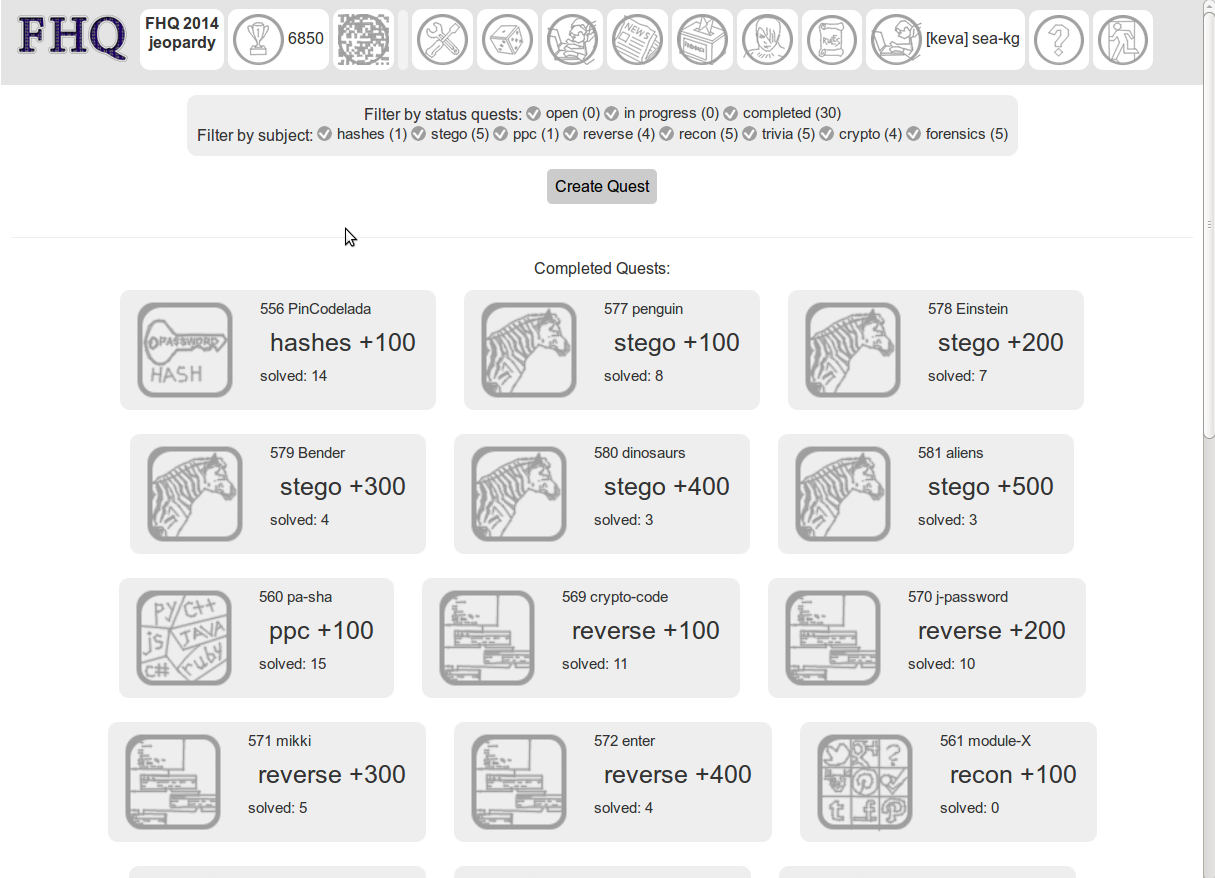 FHQ FHQ 2014 jeopardy 6850 NEWS RULES [keva] sea-kg ?
Filter by status quests: open (0) in progress (0) completed (30)
Filter by subject: hashes (1) stego (5) ppc (1) reverse (4) recon (5) trivia (5) crypto (4) forensics (5)
Create Quest
Completed Quests:
PASSWORD HASH
556 PinCodelada
hashes +100
solved: 14
577 penguin
stego +100
solved: 8
578 Einstein
stego +200
solved: 7
579 Bender
stego +300
solved: 4
580 dinosaurs
stego +400
solved: 3
581 aliens
stego +500
solved: 3
py C++ js JAVA C# ruby
560 pa-sha
ppc +100
solved: 15
569 crypto-code
reverse +100
solved: 11
570 j-password
reverse +200
solved: 10
571 mikki
reverse +300
solved: 5
572 enter
reverse +400
solved: 4
g+ ? t f
561 module-X
recon +100
solved: 0